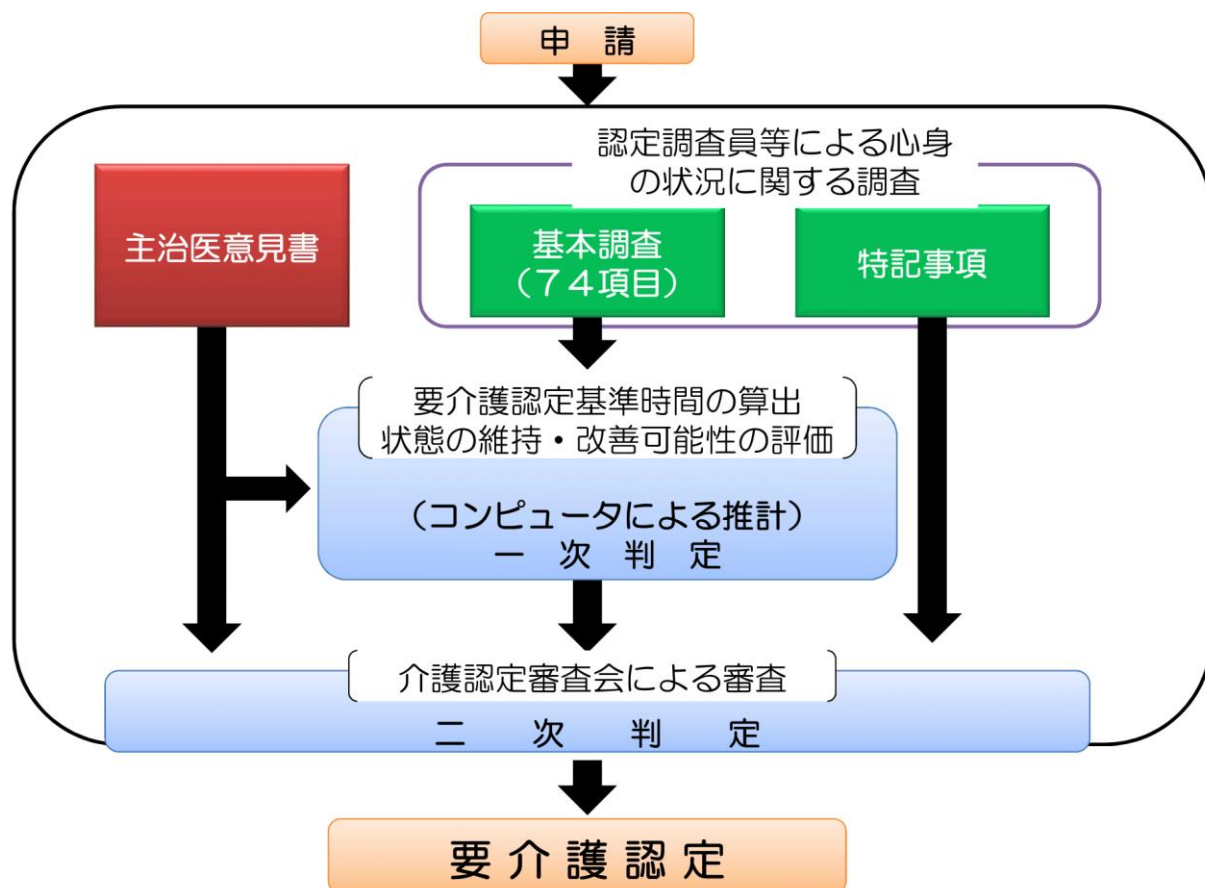 申　請
認定調査員等による心身
の状況に関する調査
主治医意見書
基本調査
（７４項目）
特記事項
要介護認定基準時間の算出
状態の維持・改善可能性の評価
（コンピュータによる推計）
一　次　判　定
介護認定審査会による審査
二　次　判　定
要介護認定